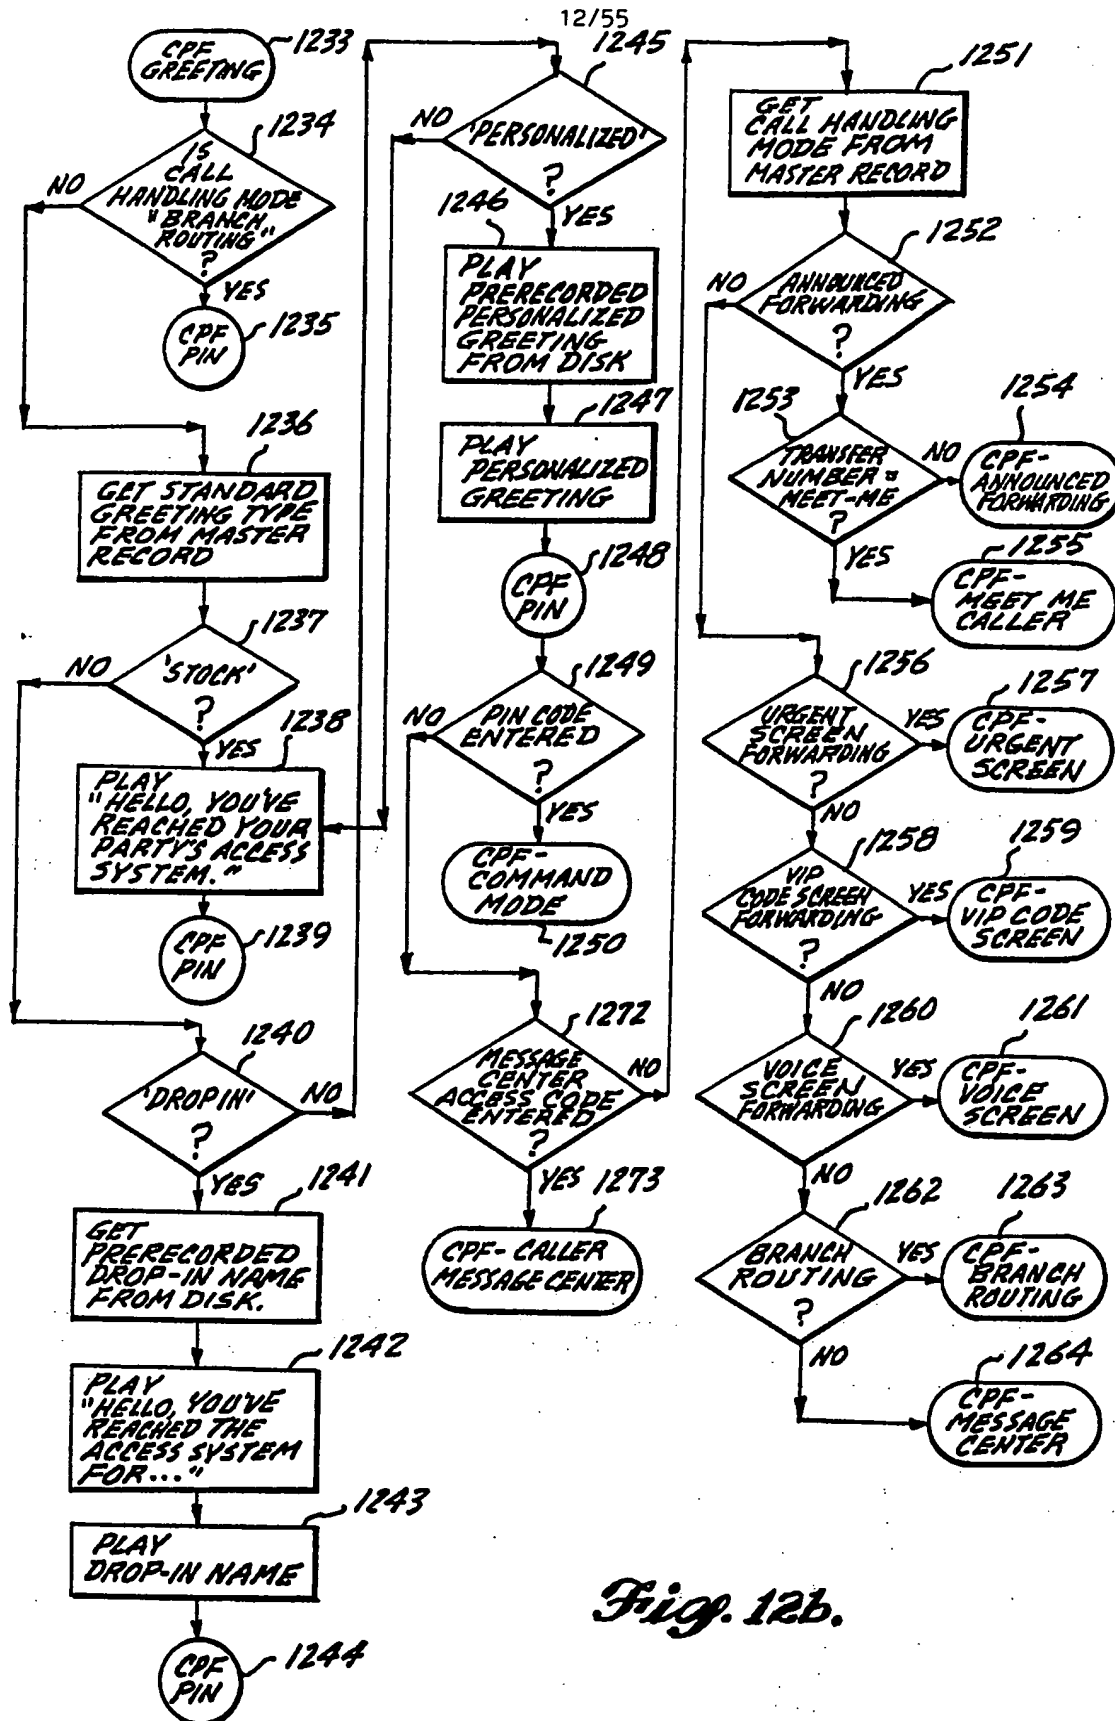 12/55
CPF
GREETING
1233
IS
CALL
HANDLING MODE
"BRANCH
ROUTING"
?
1234
NO
YES
CPF
PIN
1235
1236
GET STANDARD
GREETING TYPE
FROM MASTER
RECORD
1237
'STOCK'
?
NO
YES
1238
PLAY
"HELLO, YOU'VE
REACHED YOUR
PARTY'S ACCESS
SYSTEM."
CPF
PIN
1239
1240
'DROP IN'
?
NO
YES
1241
GET
PRERECORDED
DROP-IN NAME
FROM DISK.
1242
PLAY
"HELLO, YOU'VE
REACHED THE
ACCESS SYSTEM
FOR..."
1243
PLAY
DROP-IN NAME
CPF
PIN
1244
1245
'PERSONALIZED'
?
NO
YES
1246
PLAY
PRERECORDED
PERSONALIZED
GREETING
FROM DISK
1247
PLAY
PERSONALIZED
GREETING
1248
CPF
PIN
1249
PIN CODE
ENTERED
?
NO
YES
CPF-
COMMAND
MODE
1250
1272
MESSAGE
CENTER
ACCESS CODE
ENTERED
?
NO
YES
1273
CPF-CALLER
MESSAGE CENTER
1251
GET
CALL HANDLING
MODE FROM
MASTER RECORD
1252
ANNOUNCED
FORWARDING
?
NO
YES
1253
TRANSFER
NUMBER =
MEET-ME
?
NO
YES
1254
CPF-
ANNOUNCED
FORWARDING
1255
CPF-
MEET ME
CALLER
1256
URGENT
SCREEN
FORWARDING
?
YES
NO
1257
CPF-
URGENT
SCREEN
1258
VIP
CODE SCREEN
FORWARDING
?
YES
NO
1259
CPF-
VIP CODE
SCREEN
1260
VOICE
SCREEN
FORWARDING
?
YES
NO
1261
CPF-
VOICE
SCREEN
1262
BRANCH
ROUTING
?
YES
NO
1263
CPF-
BRANCH
ROUTING
1264
CPF-
MESSAGE
CENTER
Fig. 12b.